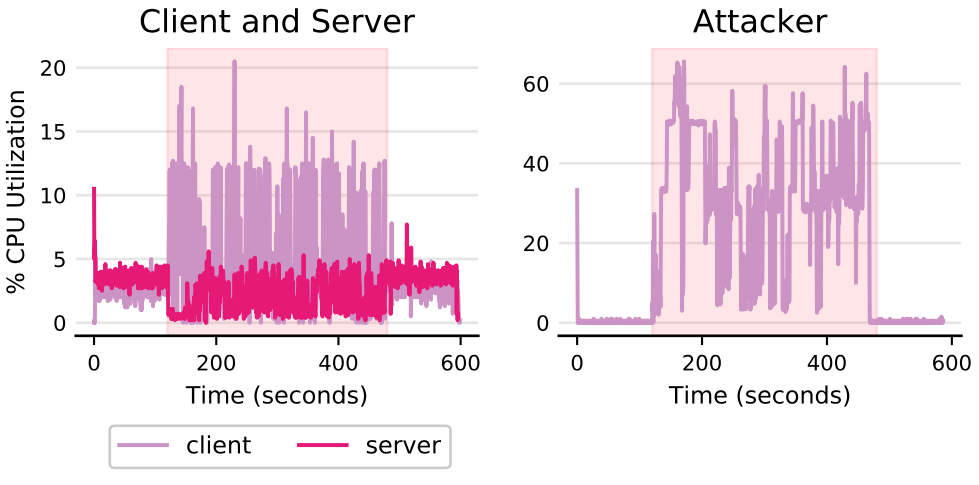 Client and Server
Attacker
% CPU Utilization
20
15
10
5
0
0 200 400 600
Time (seconds)
60
40
20
0
0 200 400 600
Time (seconds)
client server